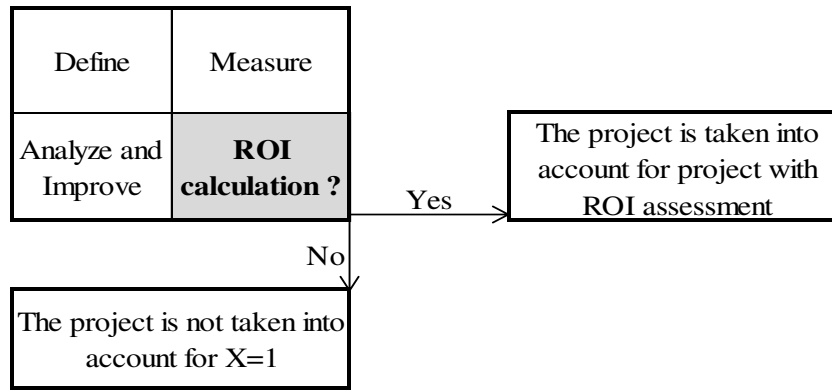 Define
Measure
Analyze and
Improve
ROI
calculation ?
Yes
The project is taken into
account for project with
ROI assessment
No
The project is not taken into
account for X=1